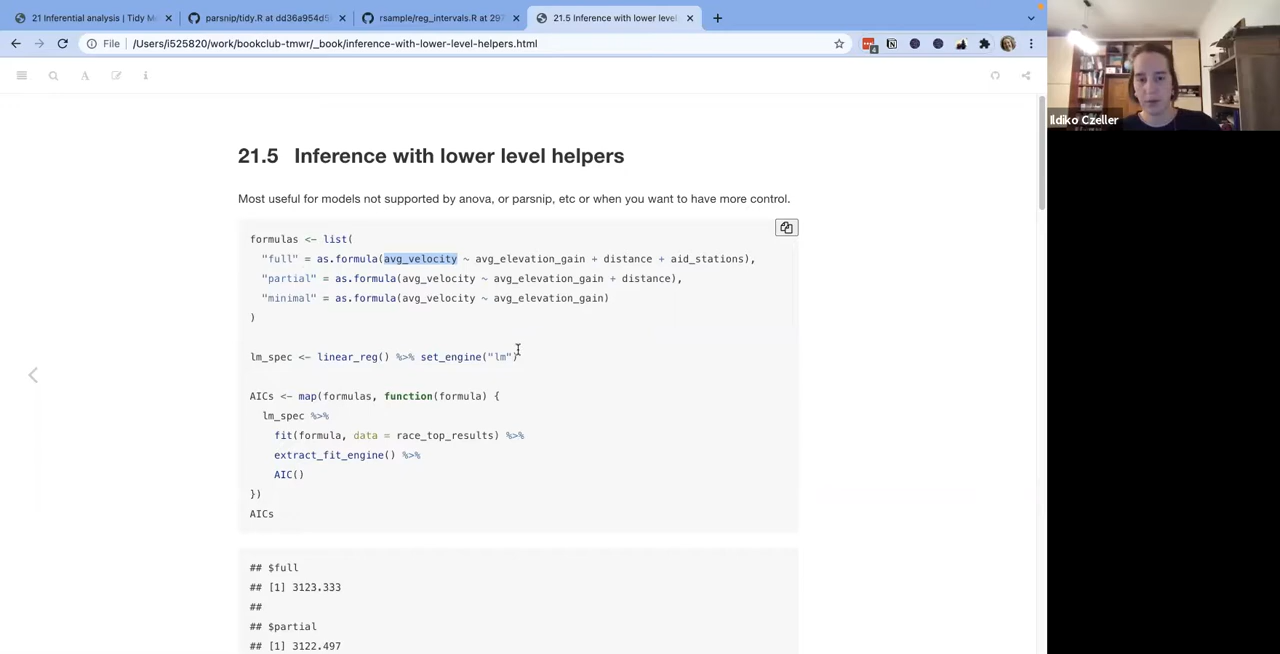 21 Inferential analysis | Tidy M
parsnip/tidy.R at dd36a954d5
rsample/reg_intervals.R at 297
21.5 Inference with lower level
File
/Users/i525820/work/bookclub-tmwr/_book/inference-with-lower-level-helpers.html
4
Ildiko Czeller
21.5 Inference with lower level helpers
Most useful for models not supported by anova, or parsnip, etc or when you want to have more control.
formulas <- list(
"full" = as.formula(avg_velocity ~ avg_elevation_gain + distance + aid_stations),
"partial" = as.formula(avg_velocity ~ avg_elevation_gain + distance),
"minimal" = as.formula(avg_velocity ~ avg_elevation_gain)
)
lm_spec <- linear_reg() %>% set_engine("lm")
AICs <- map(formulas, function(formula) {
lm_spec %>%
fit(formula, data = race_top_results) %>%
extract_fit_engine() %>%
AIC()
})
AICs
## $full
## [1] 3123.333
##
## $partial
## [1] 3122.497